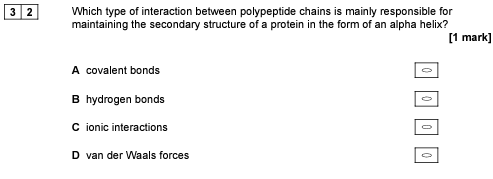 3 2 Which type of interaction between polypeptide chains is mainly responsible for
maintaining the secondary structure of a protein in the form of an alpha helix?
[1 mark]
A covalent bonds
B hydrogen bonds
C ionic interactions
D van der Waals forces